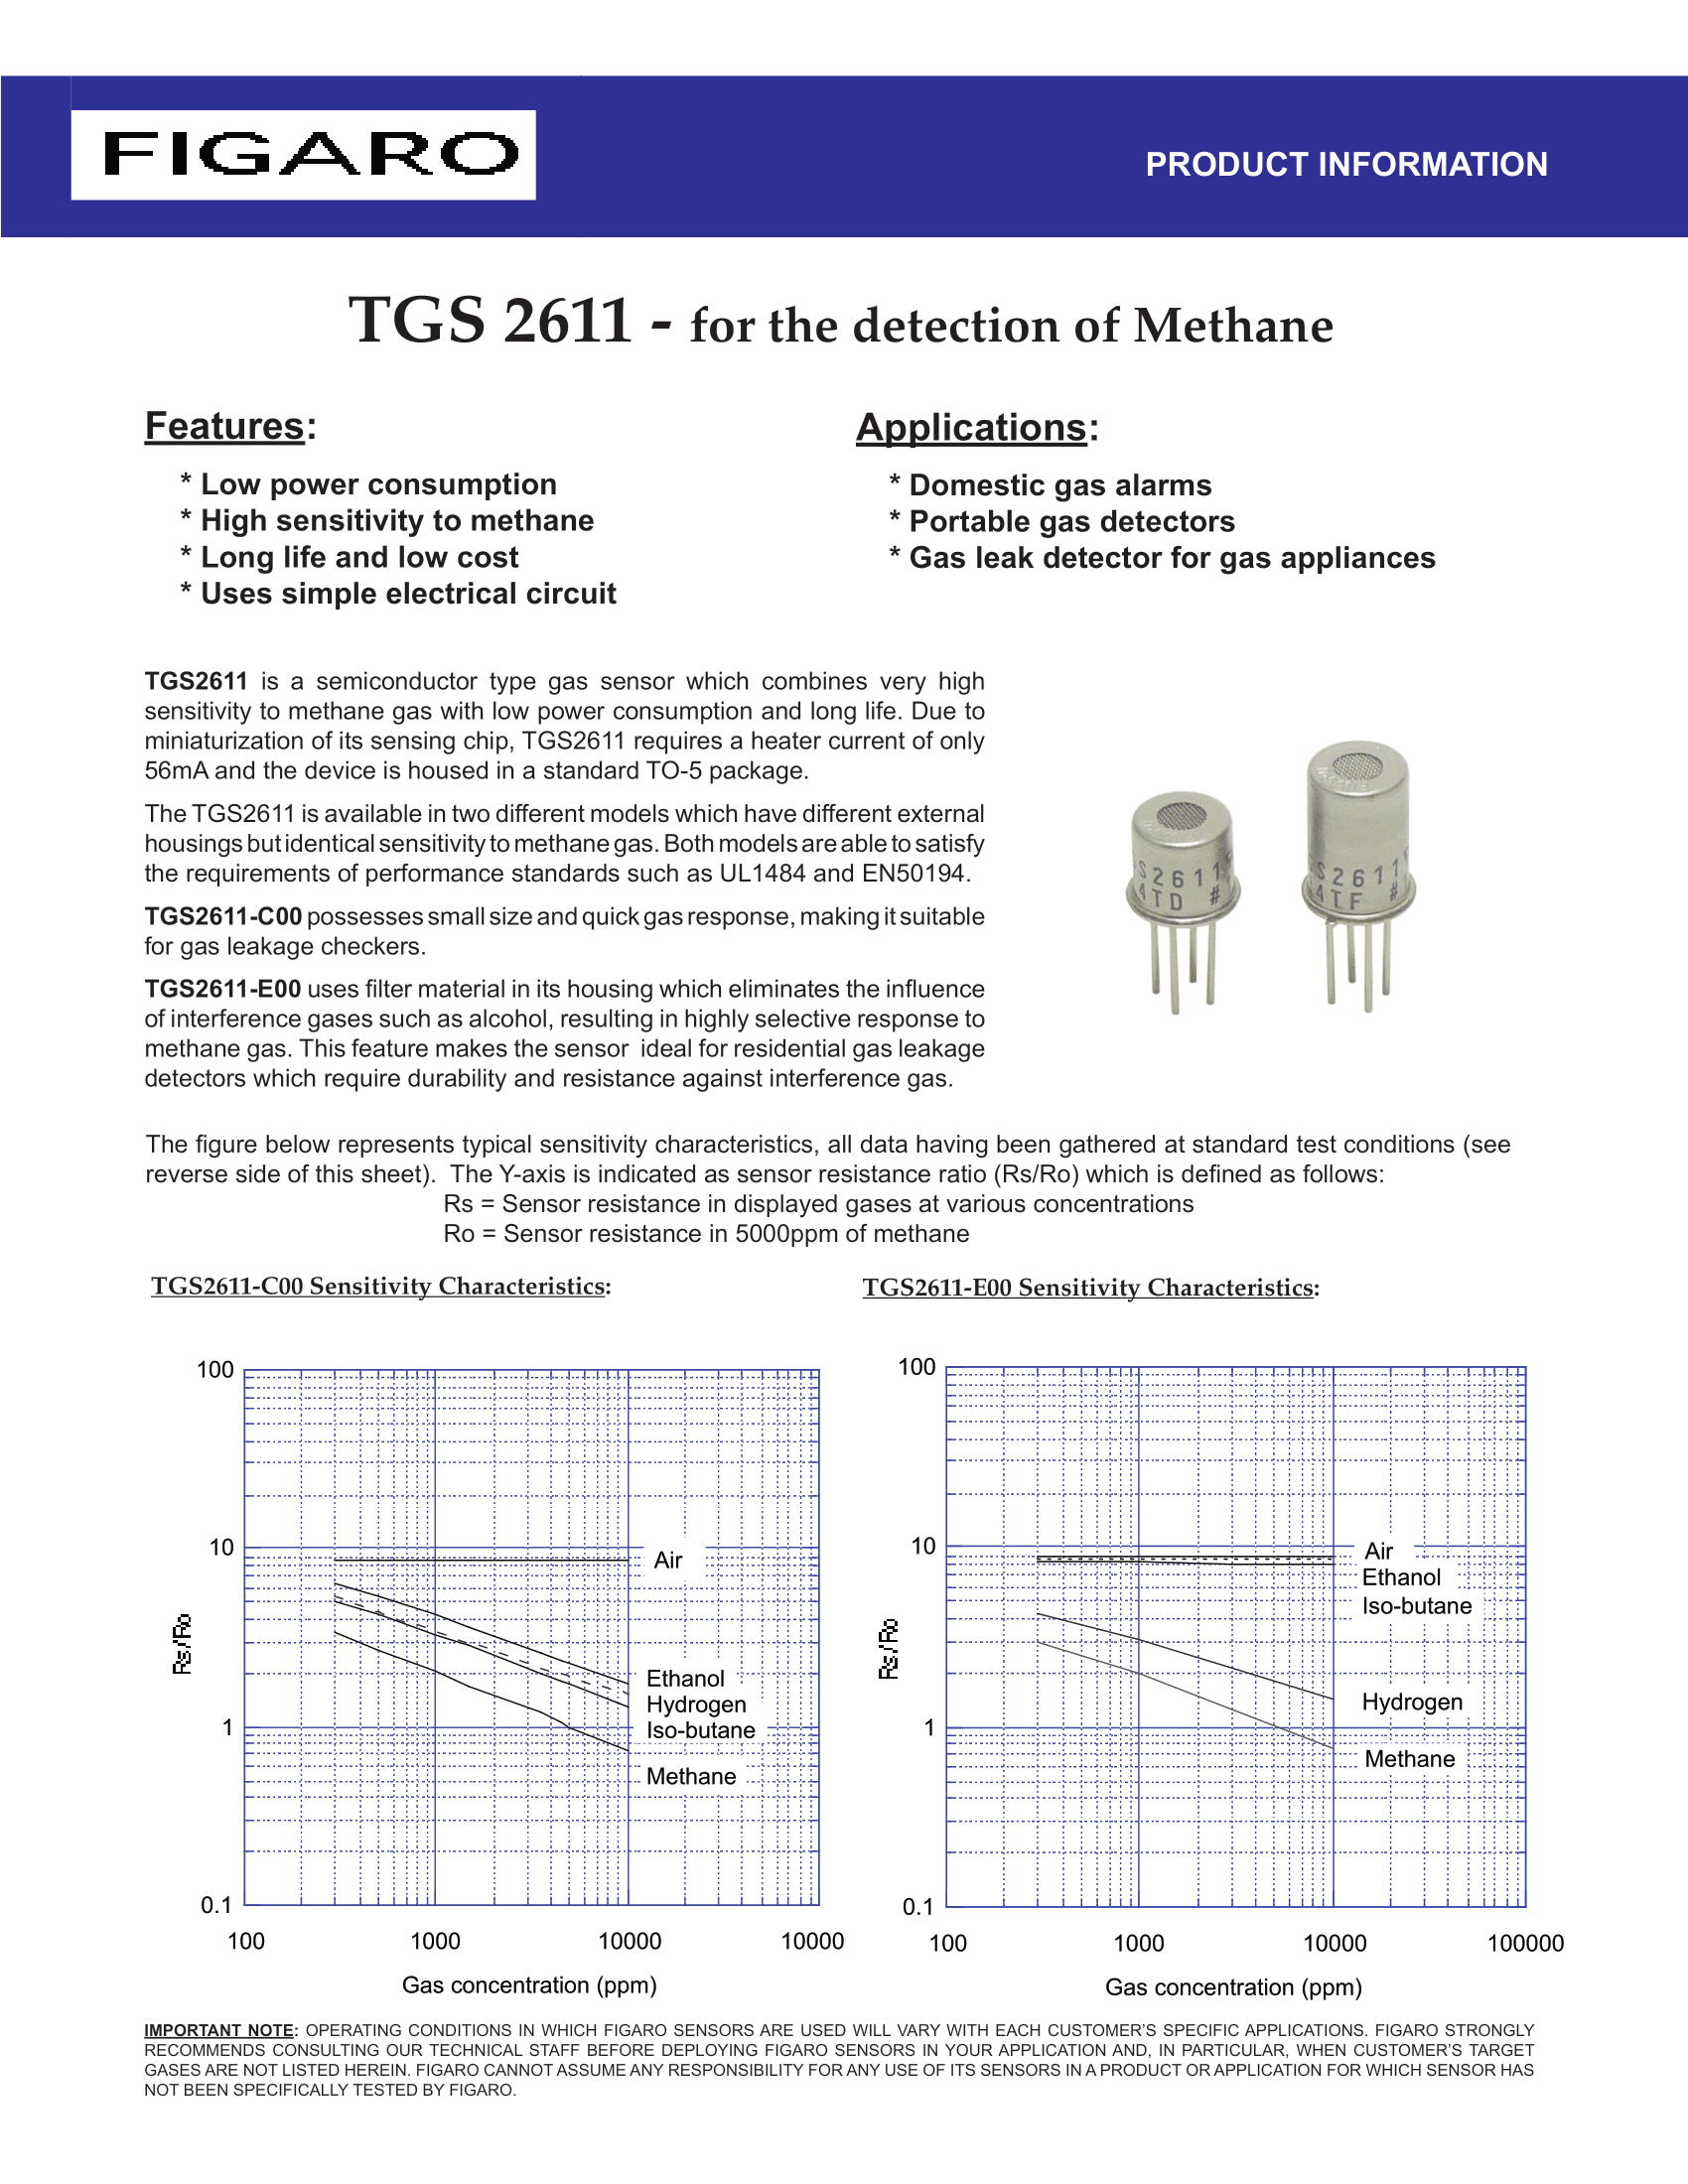 FIGARO
PRODUCT INFORMATION
TGS 2611 - for the detection of Methane
Features:
* Low power consumption
* High sensitivity to methane
* Long life and low cost
* Uses simple electrical circuit
Applications:
* Domestic gas alarms
* Portable gas detectors
* Gas leak detector for gas appliances
TGS2611 is a semiconductor type gas sensor which combines very high
sensitivity to methane gas with low power consumption and long life. Due to
miniaturization of its sensing chip, TGS2611 requires a heater current of only
56mA and the device is housed in a standard TO-5 package.
The TGS2611 is available in two different models which have different external
housings but identical sensitivity to methane gas. Both models are able to satisfy
the requirements of performance standards such as UL1484 and EN50194.
TGS2611-C00 possesses small size and quick gas response, making it suitable
for gas leakage checkers.
TGS2611-E00 uses filter material in its housing which eliminates the influence
of interference gases such as alcohol, resulting in highly selective response to
methane gas. This feature makes the sensor ideal for residential gas leakage
detectors which require durability and resistance against interference gas.
S2611
ATD #
S2611
ATF #
The figure below represents typical sensitivity characteristics, all data having been gathered at standard test conditions (see
reverse side of this sheet). The Y-axis is indicated as sensor resistance ratio (Rs/Ro) which is defined as follows:
Rs = Sensor resistance in displayed gases at various concentrations
Ro = Sensor resistance in 5000ppm of methane
TGS2611-C00 Sensitivity Characteristics:
100
10
1
0.1
Rs/Ro
Air
Ethanol
Hydrogen
Iso-butane
Methane
100
1000
10000
10000
Gas concentration (ppm)
TGS2611-E00 Sensitivity Characteristics:
100
10
1
0.1
Rs/Ro
Air
Ethanol
Iso-butane
Hydrogen
Methane
100
1000
10000
100000
Gas concentration (ppm)
IMPORTANT NOTE: OPERATING CONDITIONS IN WHICH FIGARO SENSORS ARE USED WILL VARY WITH EACH CUSTOMER'S SPECIFIC APPLICATIONS. FIGARO STRONGLY
RECOMMENDS CONSULTING OUR TECHNICAL STAFF BEFORE DEPLOYING FIGARO SENSORS IN YOUR APPLICATION AND, IN PARTICULAR, WHEN CUSTOMER'S TARGET
GASES ARE NOT LISTED HEREIN. FIGARO CANNOT ASSUME ANY RESPONSIBILITY FOR ANY USE OF ITS SENSORS IN A PRODUCT OR APPLICATION FOR WHICH SENSOR HAS
NOT BEEN SPECIFICALLY TESTED BY FIGARO.